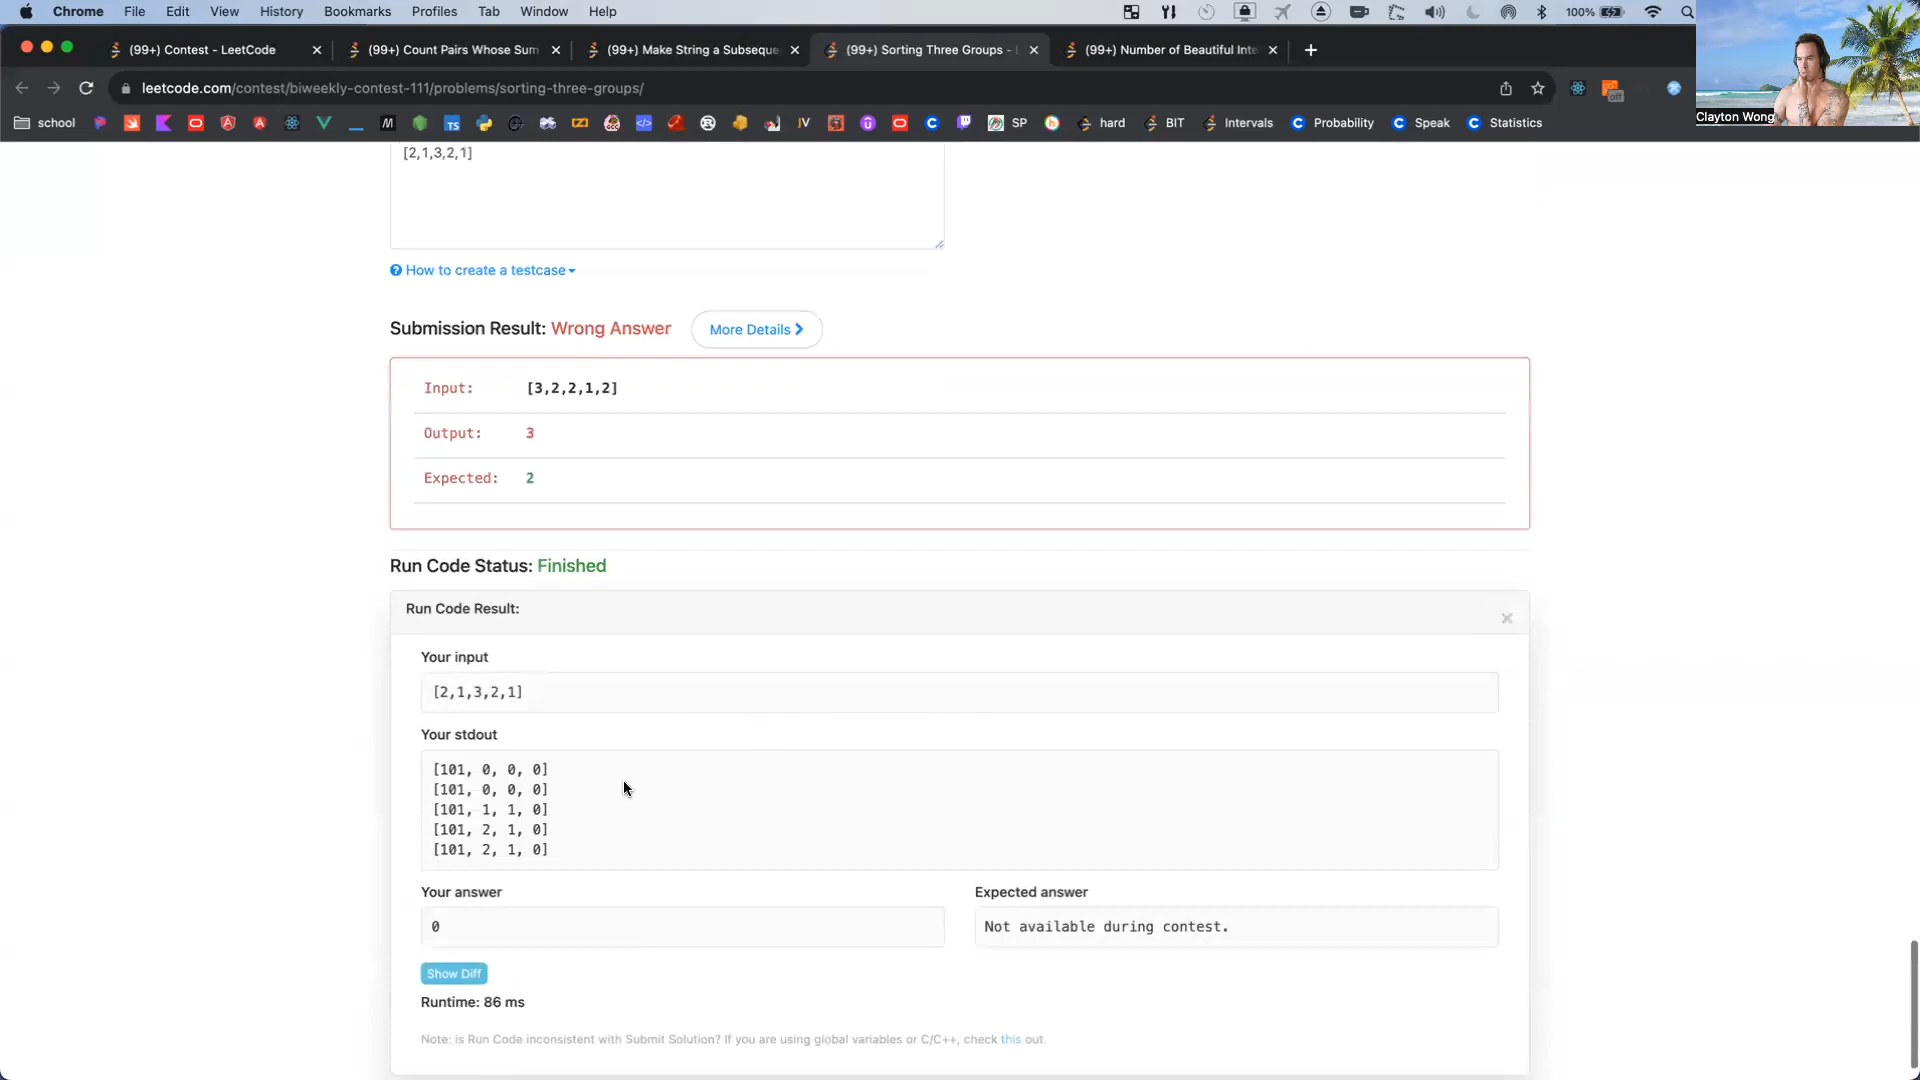 Chrome File Edit View History Bookmarks Profiles Tab Window Help
100%
(99+) Contest - LeetCode
(99+) Count Pairs Whose Sum
(99+) Make String a Subseque
(99+) Sorting Three Groups - L
(99+) Number of Beautiful Inte
leetcode.com/contest/biweekly-contest-111/problems/sorting-three-groups/
off
school
TS
JV
SP
hard
BIT
Intervals
Probability
Speak
Statistics
Clayton Wong
[2,1,3,2,1]
How to create a testcase
Submission Result: Wrong Answer
More Details
Input: [3,2,2,1,2]
Output: 3
Expected: 2
Run Code Status: Finished
Run Code Result:
Your input
[2,1,3,2,1]
Your stdout
[101, 0, 0, 0]
[101, 0, 0, 0]
[101, 1, 1, 0]
[101, 2, 1, 0]
[101, 2, 1, 0]
Your answer
0
Expected answer
Not available during contest.
Show Diff
Runtime: 86 ms
Note: is Run Code inconsistent with Submit Solution? If you are using global variables or C/C++, check this out.